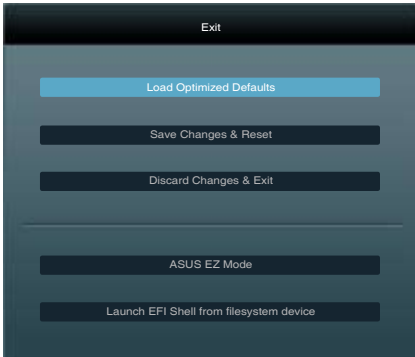 Exit
Load Optimized Defaults
Save Changes & Reset
Discard Changes & Exit
ASUS EZ Mode
Launch EFI Shell from filesystem device